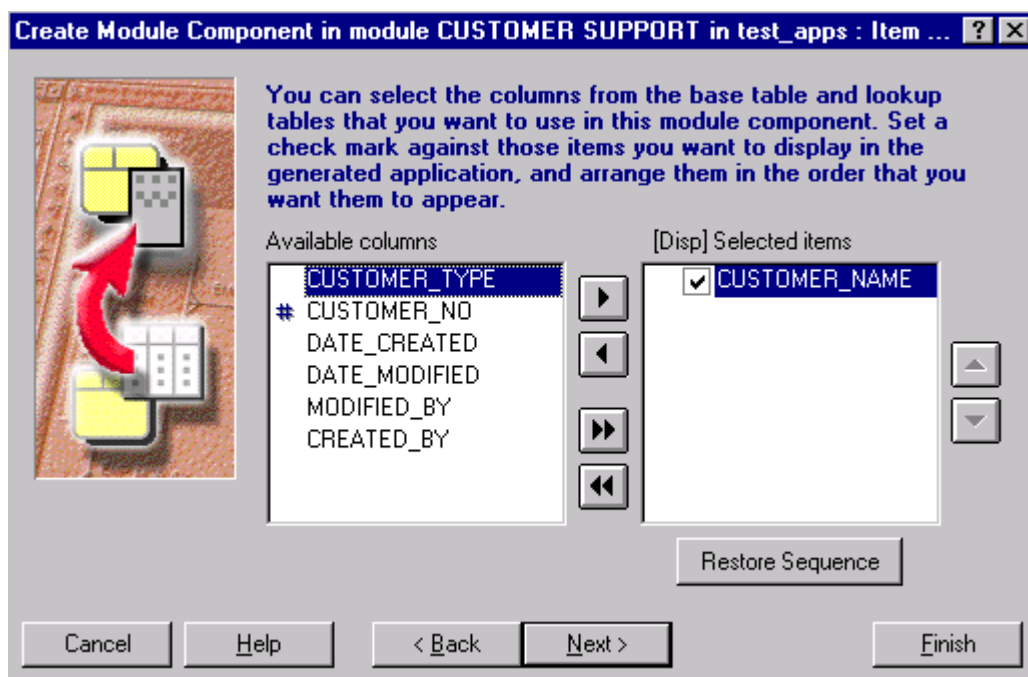 Create Module Component in module CUSTOMER SUPPORT in test_apps : Item ...
You can select the columns from the base table and lookup
tables that you want to use in this module component. Set a
check mark against those items you want to display in the
generated application, and arrange them in the order that you
want them to appear.
Available columns
[Disp] Selected items
CUSTOMER_TYPE
# CUSTOMER_NO
DATE_CREATED
DATE_MODIFIED
MODIFIED_BY
CREATED_BY
CUSTOMER_NAME
Restore Sequence
Cancel
Help
< Back
Next >
Finish